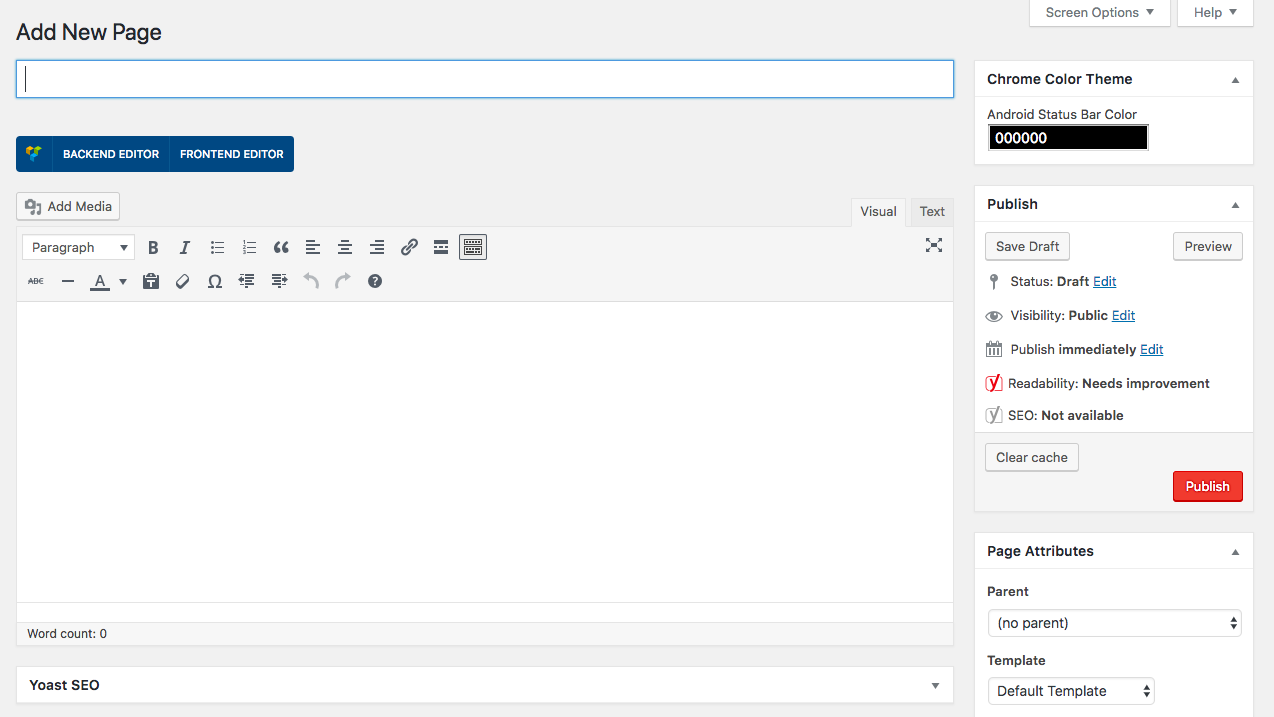 Screen Options
Help
Add New Page
BACKEND EDITOR
FRONTEND EDITOR
Add Media
Visual
Text
Paragraph
B
I
ABC
A
Ω
Word count: 0
Yoast SEO
Chrome Color Theme
Android Status Bar Color
000000
Publish
Save Draft
Preview
Status: Draft Edit
Visibility: Public Edit
Publish immediately Edit
Readability: Needs improvement
SEO: Not available
Clear cache
Publish
Page Attributes
Parent
(no parent)
Template
Default Template